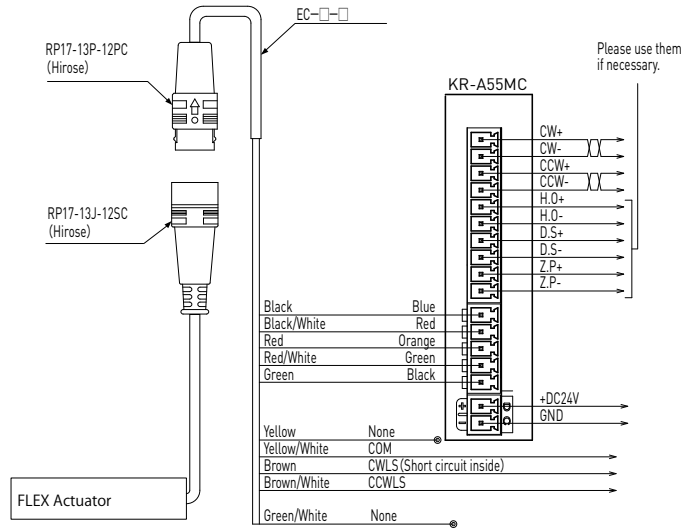 EC-□-□
RP17-13P-12PC
(Hirose)
Please use them
if necessary.
KR-A55MC
CW+
CW-
CCW+
CCW-
H.O+
H.O-
D.S+
D.S-
Z.P+
Z.P-
RP17-13J-12SC
(Hirose)
Black Blue
Black/White Red
Red Orange
Red/White Green
Green Black
+ D +DC24V
- C GND
Yellow None
Yellow/White COM
Brown CWLS(Short circuit inside)
Brown/White CCWLS
Green/White None
FLEX Actuator